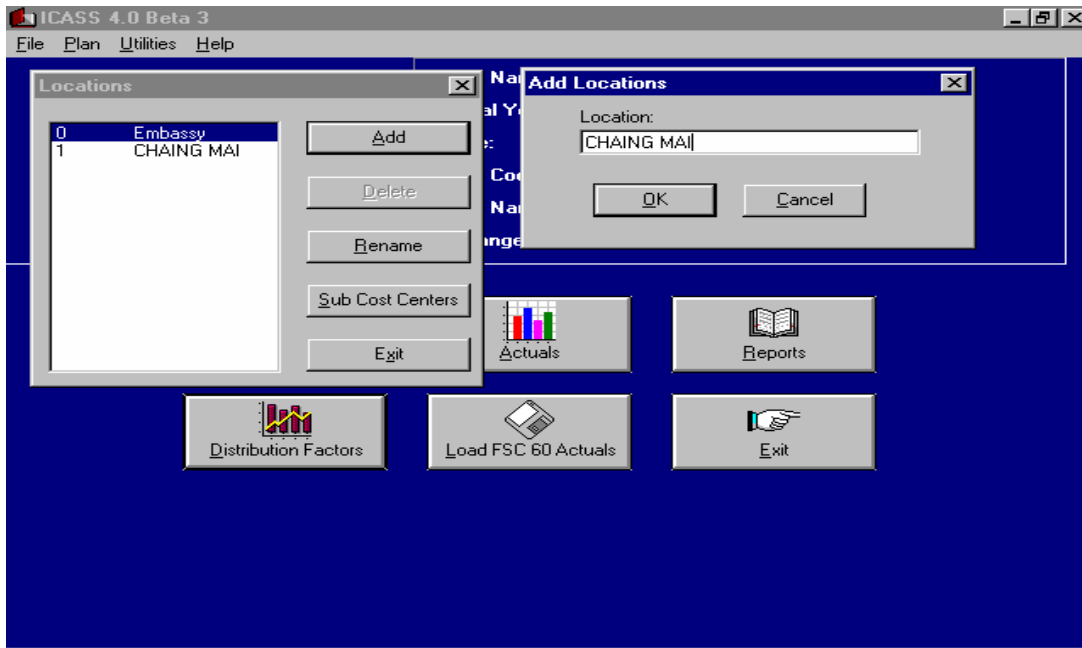 ICASS 4.0 Beta 3
File Plan Utilities Help
Locations
0 Embassy
1 CHAING MAI
Add
Delete
Rename
Sub Cost Centers
Exit
Add Locations
Location:
CHAING MAI
OK
Cancel
Actuals
Reports
Distribution Factors
Load FSC 60 Actuals
Exit